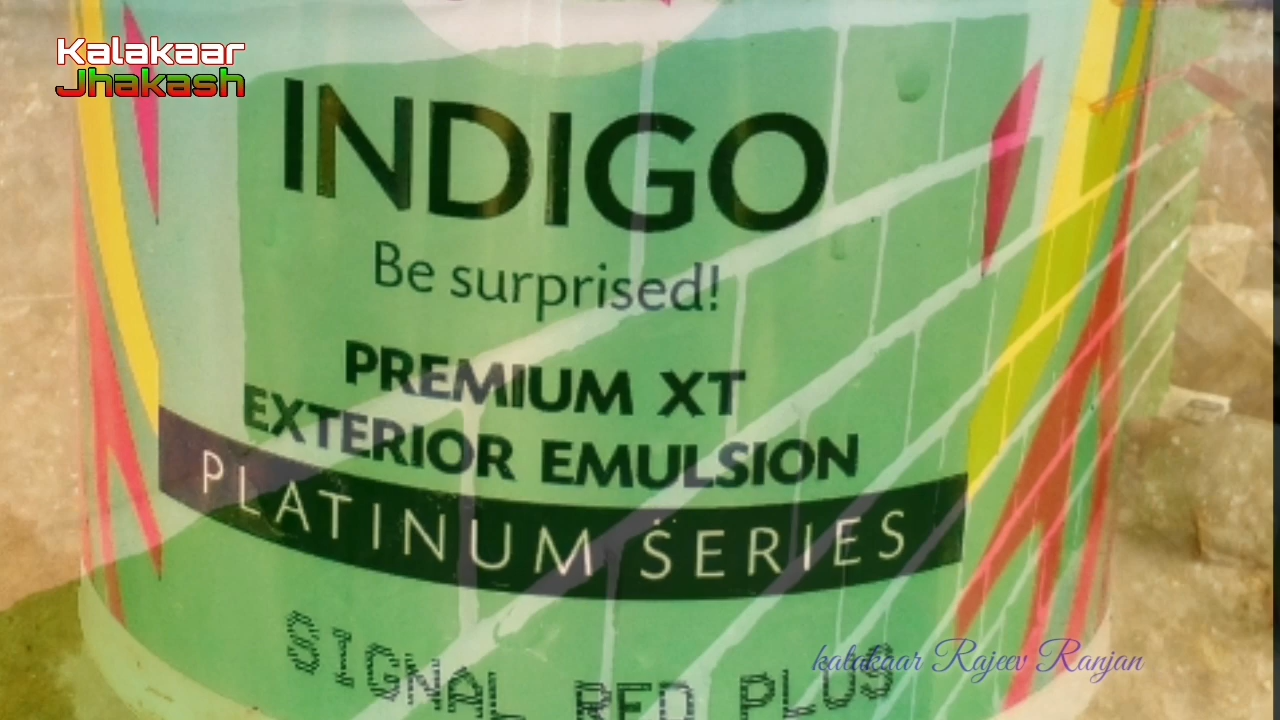 Kalakaar
Jhakash
INDIGO
Be surprised!
PREMIUM XT
EXTERIOR EMULSION
PLATINUM SERIES
SIGNAL RED PLUS
kalakaar Rajeev Ranjan